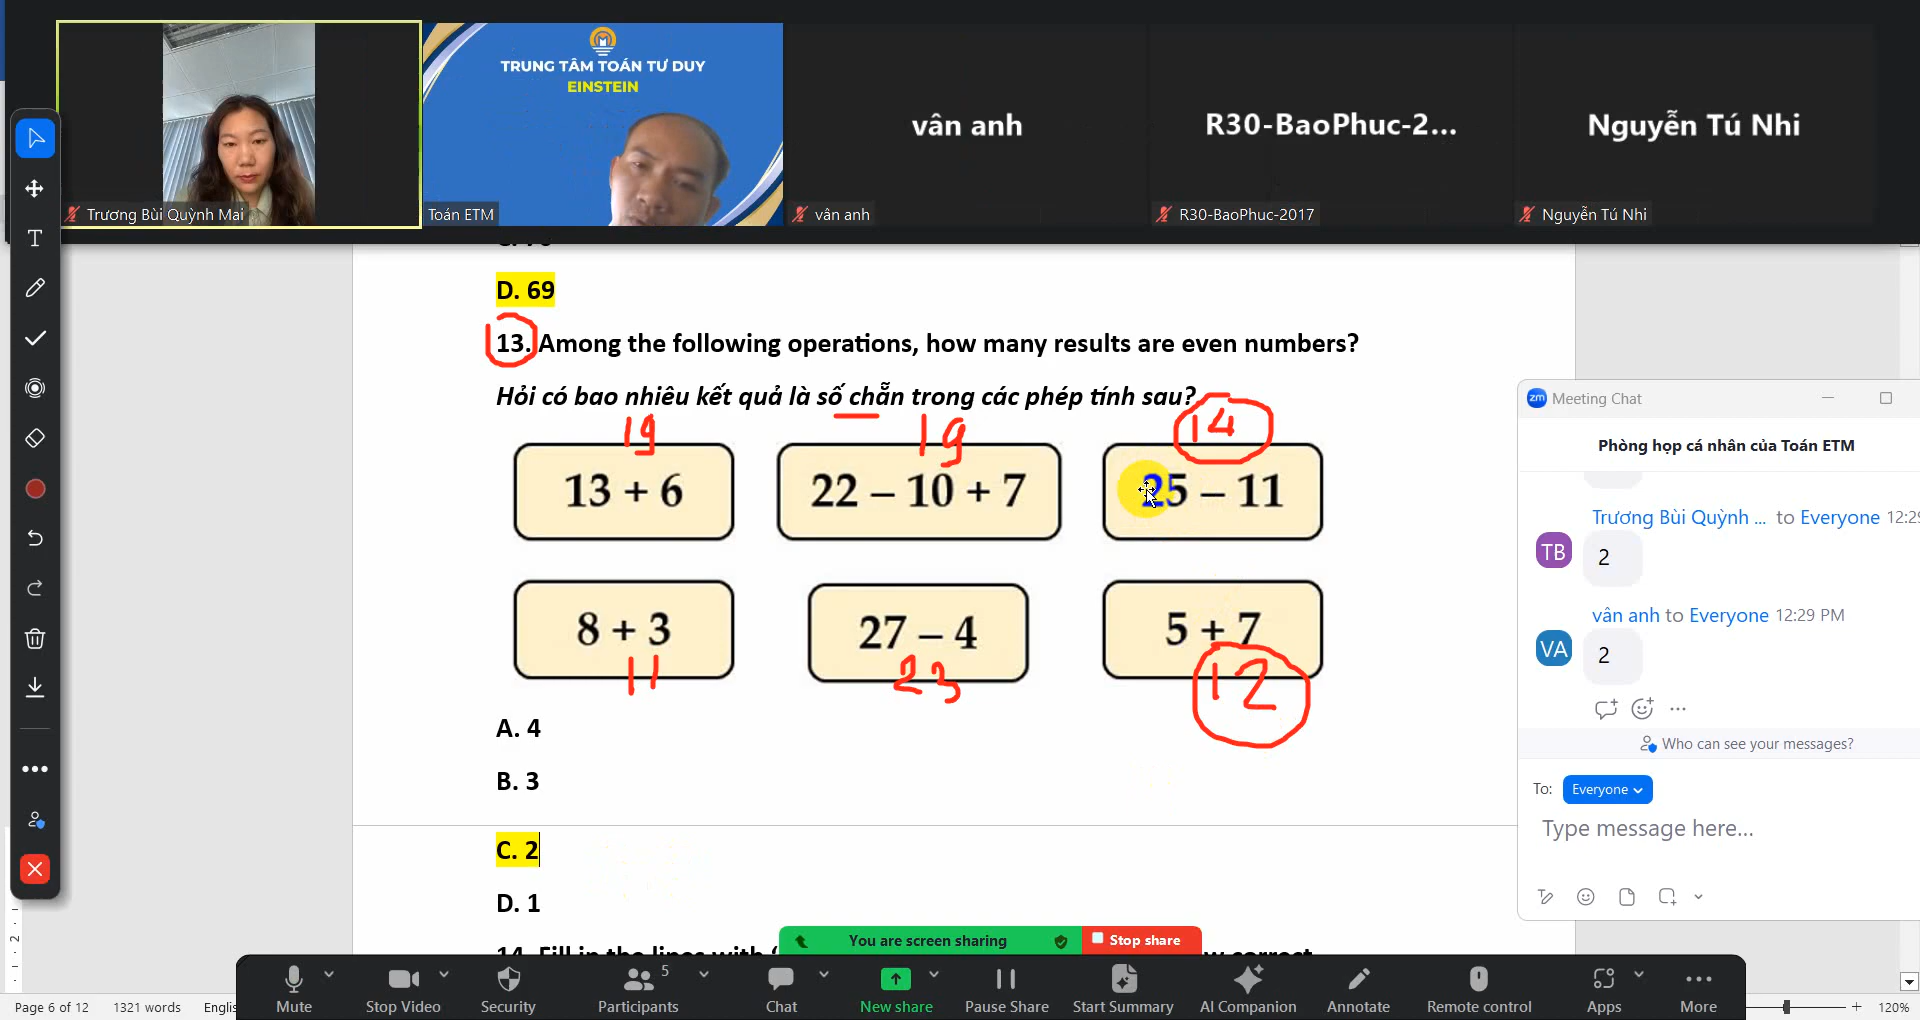 TRUNG TÂM TOÁN TƯ DUY
EINSTEIN
vân anh
R30-BaoPhuc-2...
Nguyễn Tú Nhi
Trương Bùi Quỳnh Mai
Toán ETM
vân anh
R30-BaoPhuc-2017
Nguyễn Tú Nhi
D. 69
13. Among the following operations, how many results are even numbers?
Hỏi có bao nhiêu kết quả là số chẵn trong các phép tính sau?
19
19
14
13 + 6
22 – 10 + 7
25 – 11
8 + 3
27 – 4
5 + 7
11
23
12
A. 4
B. 3
C. 2
D. 1
zm Meeting Chat
Phòng họp cá nhân của Toán ETM
Trương Bùi Quỳnh ... to Everyone 12:29
TB
2
vân anh to Everyone 12:29 PM
VA
2
Who can see your messages?
To: Everyone
Type message here...
You are screen sharing
Stop share
Mute
Stop Video
Security
Participants 5
Chat
New share
Pause Share
Start Summary
AI Companion
Annotate
Remote control
Apps
More
Page 6 of 12
1321 words
120%